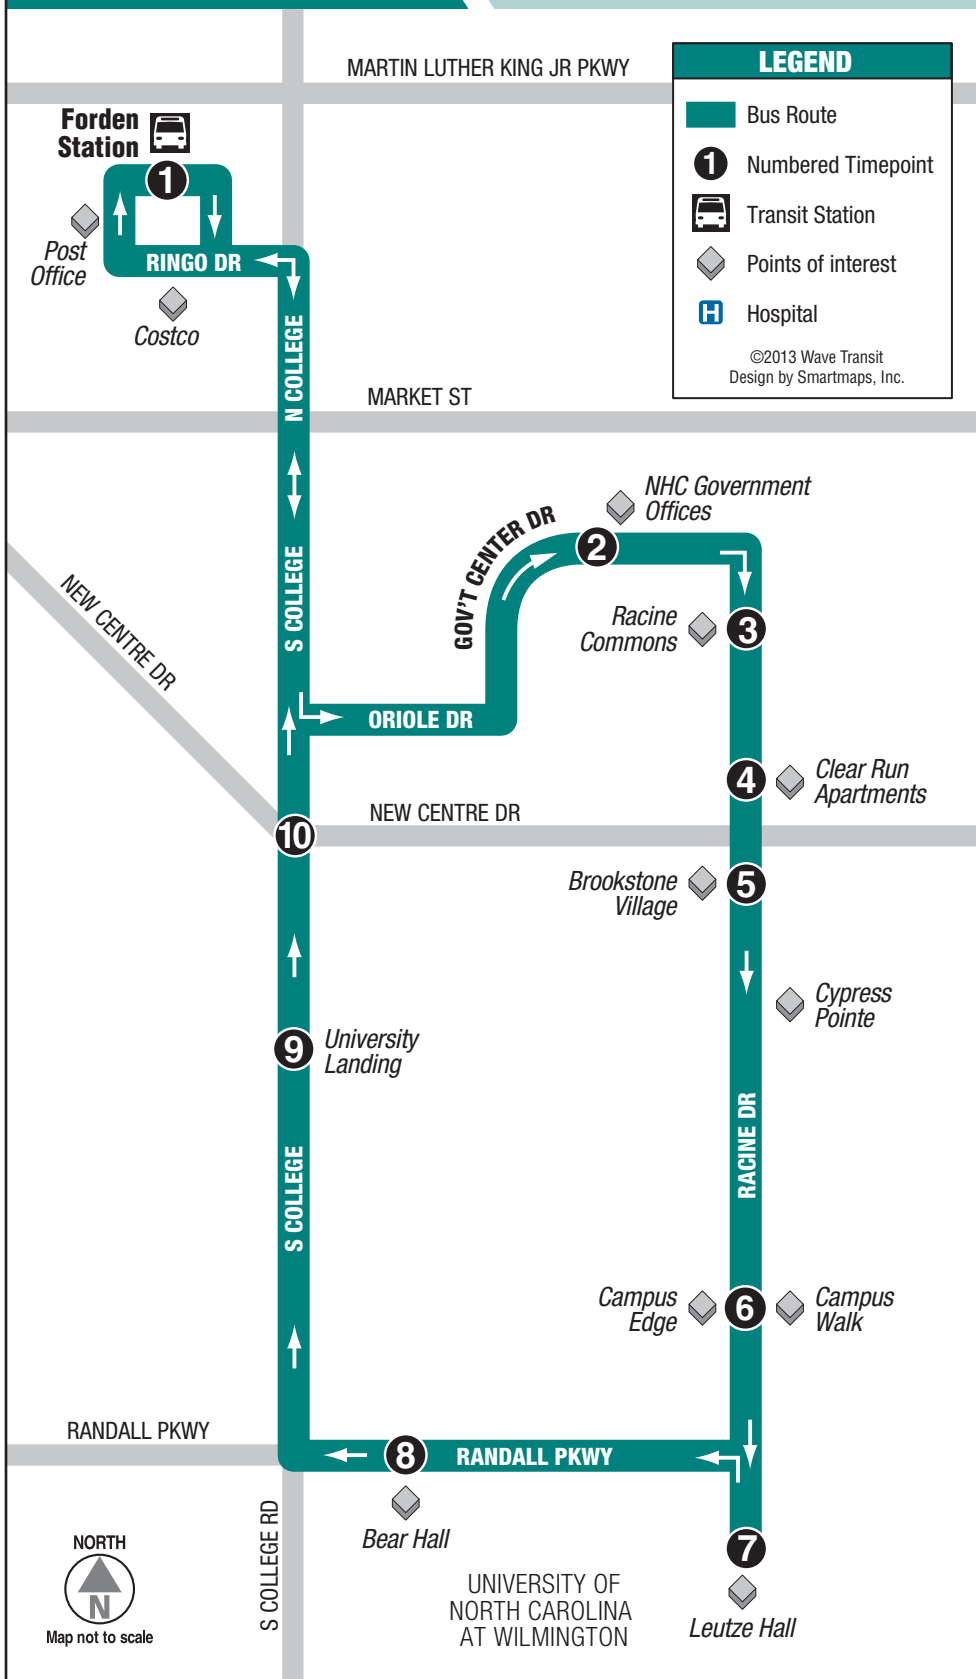 MARTIN LUTHER KING JR PKWY
LEGEND
Bus Route
1 Numbered Timepoint
Transit Station
Points of interest
H Hospital
©2013 Wave Transit
Design by Smartmaps, Inc.
Forden
Station
1
Post
Office
RINGO DR
Costco
N COLLEGE
MARKET ST
NHC Government
Offices
GOV'T CENTER DR
2
S COLLEGE
NEW CENTRE DR
Racine
Commons
3
ORIOLE DR
4
Clear Run
Apartments
NEW CENTRE DR
10
Brookstone
Village
5
Cypress
Pointe
9
University
Landing
RACINE DR
S COLLEGE
Campus
Edge
6
Campus
Walk
RANDALL PKWY
8
RANDALL PKWY
Bear Hall
S COLLEGE RD
7
Leutze Hall
UNIVERSITY OF
NORTH CAROLINA
AT WILMINGTON
NORTH
N
Map not to scale